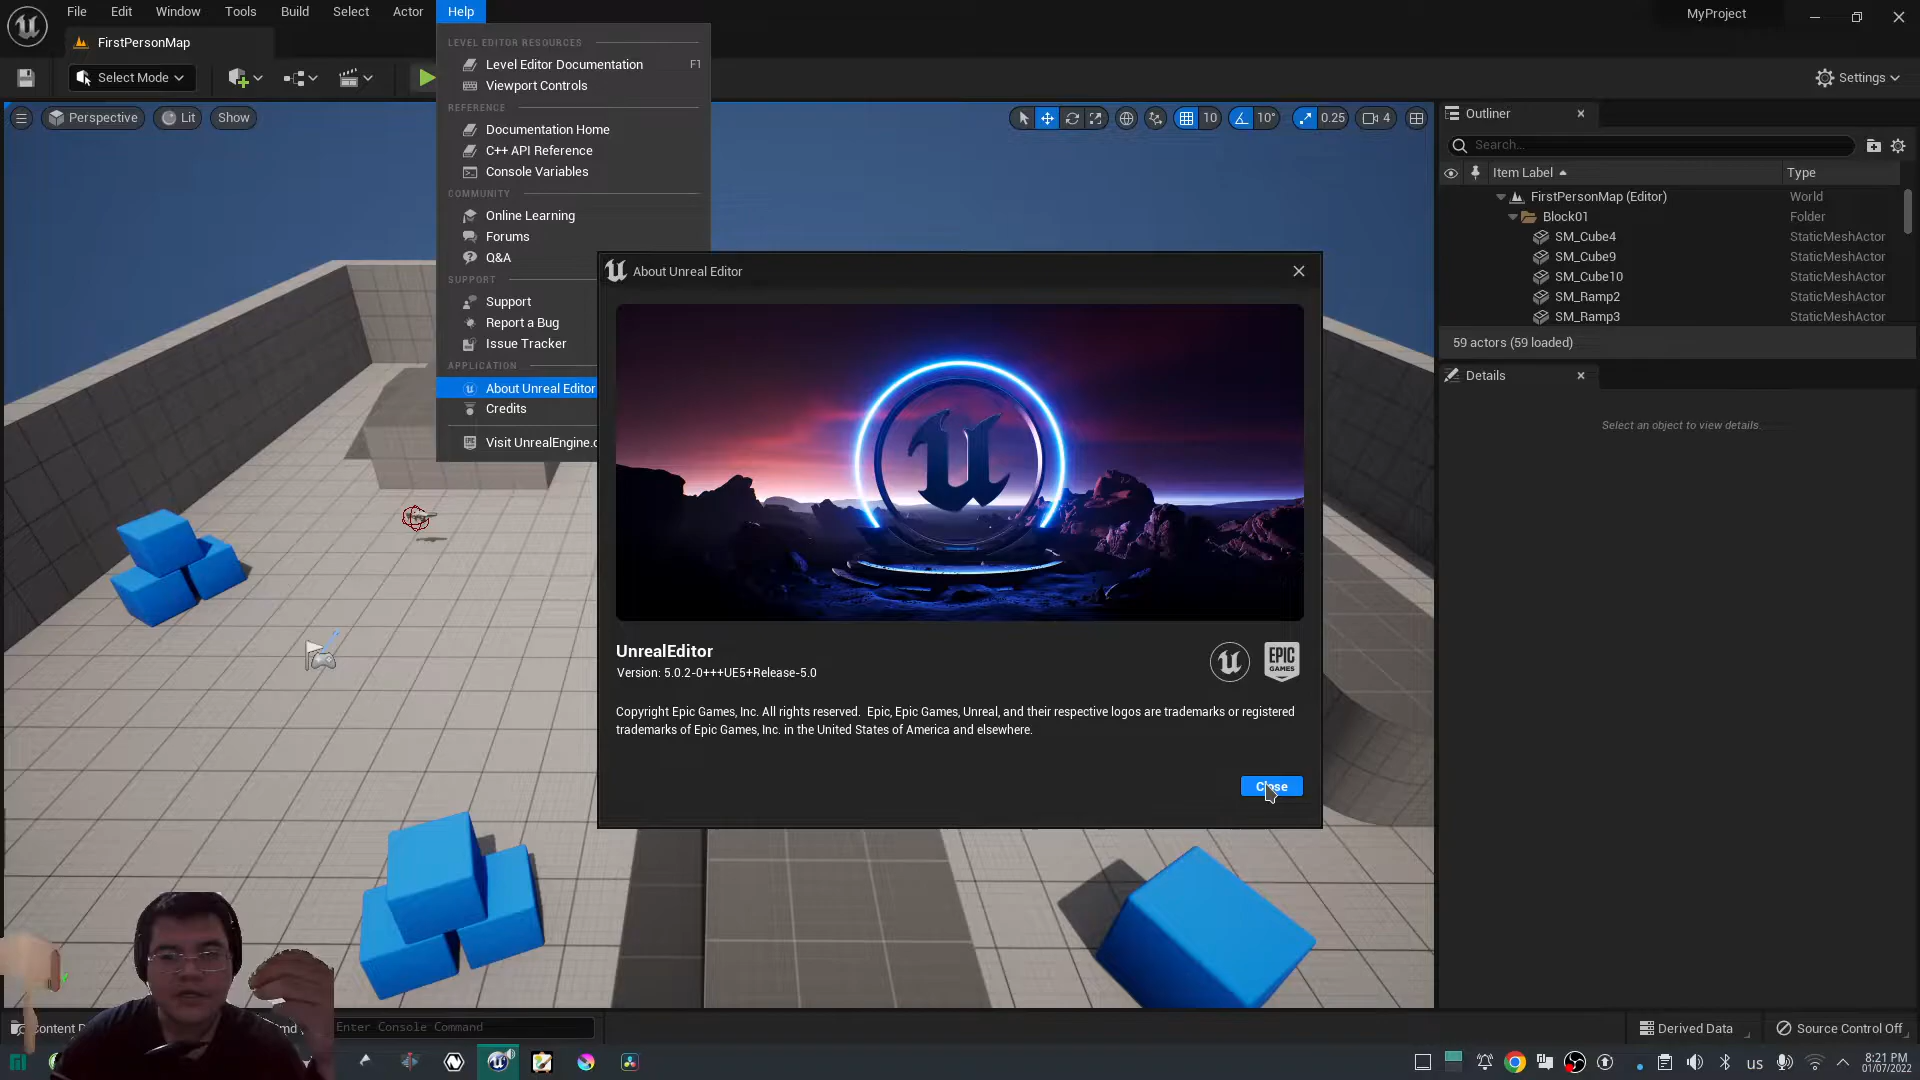 File Edit Window Tools Build Select Actor Help
MyProject
FirstPersonMap
Select Mode
Settings
LEVEL EDITOR RESOURCES
Level Editor Documentation F1
Viewport Controls
REFERENCE
Documentation Home
C++ API Reference
Console Variables
COMMUNITY
Online Learning
Forums
Q&A
SUPPORT
Support
Report a Bug
Issue Tracker
APPLICATION
About Unreal Editor
Credits
Visit UnrealEngine.c
Perspective Lit Show
10 10° 0.25 4
Outliner
Search...
Item Label Type
FirstPersonMap (Editor) World
Block01 Folder
SM_Cube4 StaticMeshActor
SM_Cube9 StaticMeshActor
SM_Cube10 StaticMeshActor
SM_Ramp2 StaticMeshActor
SM_Ramp3 StaticMeshActor
59 actors (59 loaded)
Details
Select an object to view details.
About Unreal Editor
UnrealEditor
Version: 5.0.2-0+++UE5+Release-5.0
EPIC
GAMES
Copyright Epic Games, Inc. All rights reserved. Epic, Epic Games, Unreal, and their respective logos are trademarks or registered
trademarks of Epic Games, Inc. in the United States of America and elsewhere.
Close
Enter Console Command
Derived Data
Source Control Off
us
8:21 PM
01/07/2022